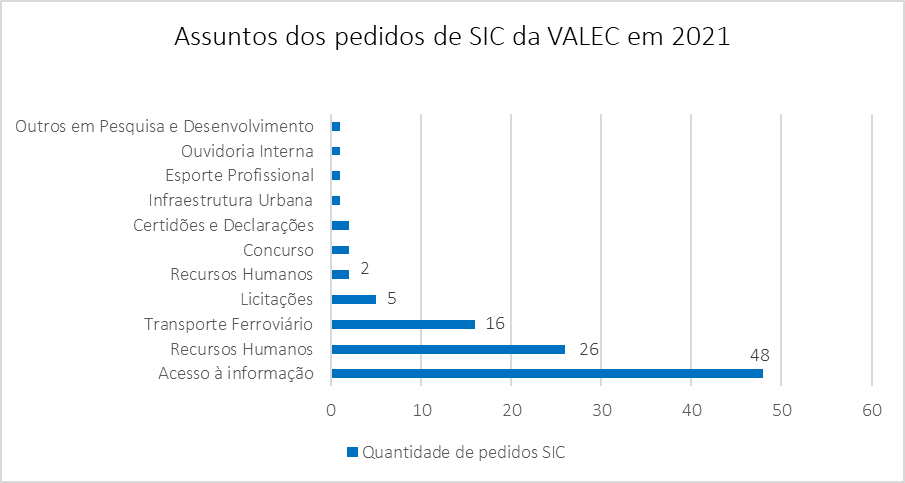 Assuntos dos pedidos de SIC da VALEC em 2021
Outros em Pesquisa e Desenvolvimento
Ouvidoria Interna
Esporte Profissional
Infraestrutura Urbana
Certidões e Declarações
Concurso
Recursos Humanos 2
Licitações 5
Transporte Ferroviário 16
Recursos Humanos 26
Acesso à informação 48
0 10 20 30 40 50 60
Quantidade de pedidos SIC